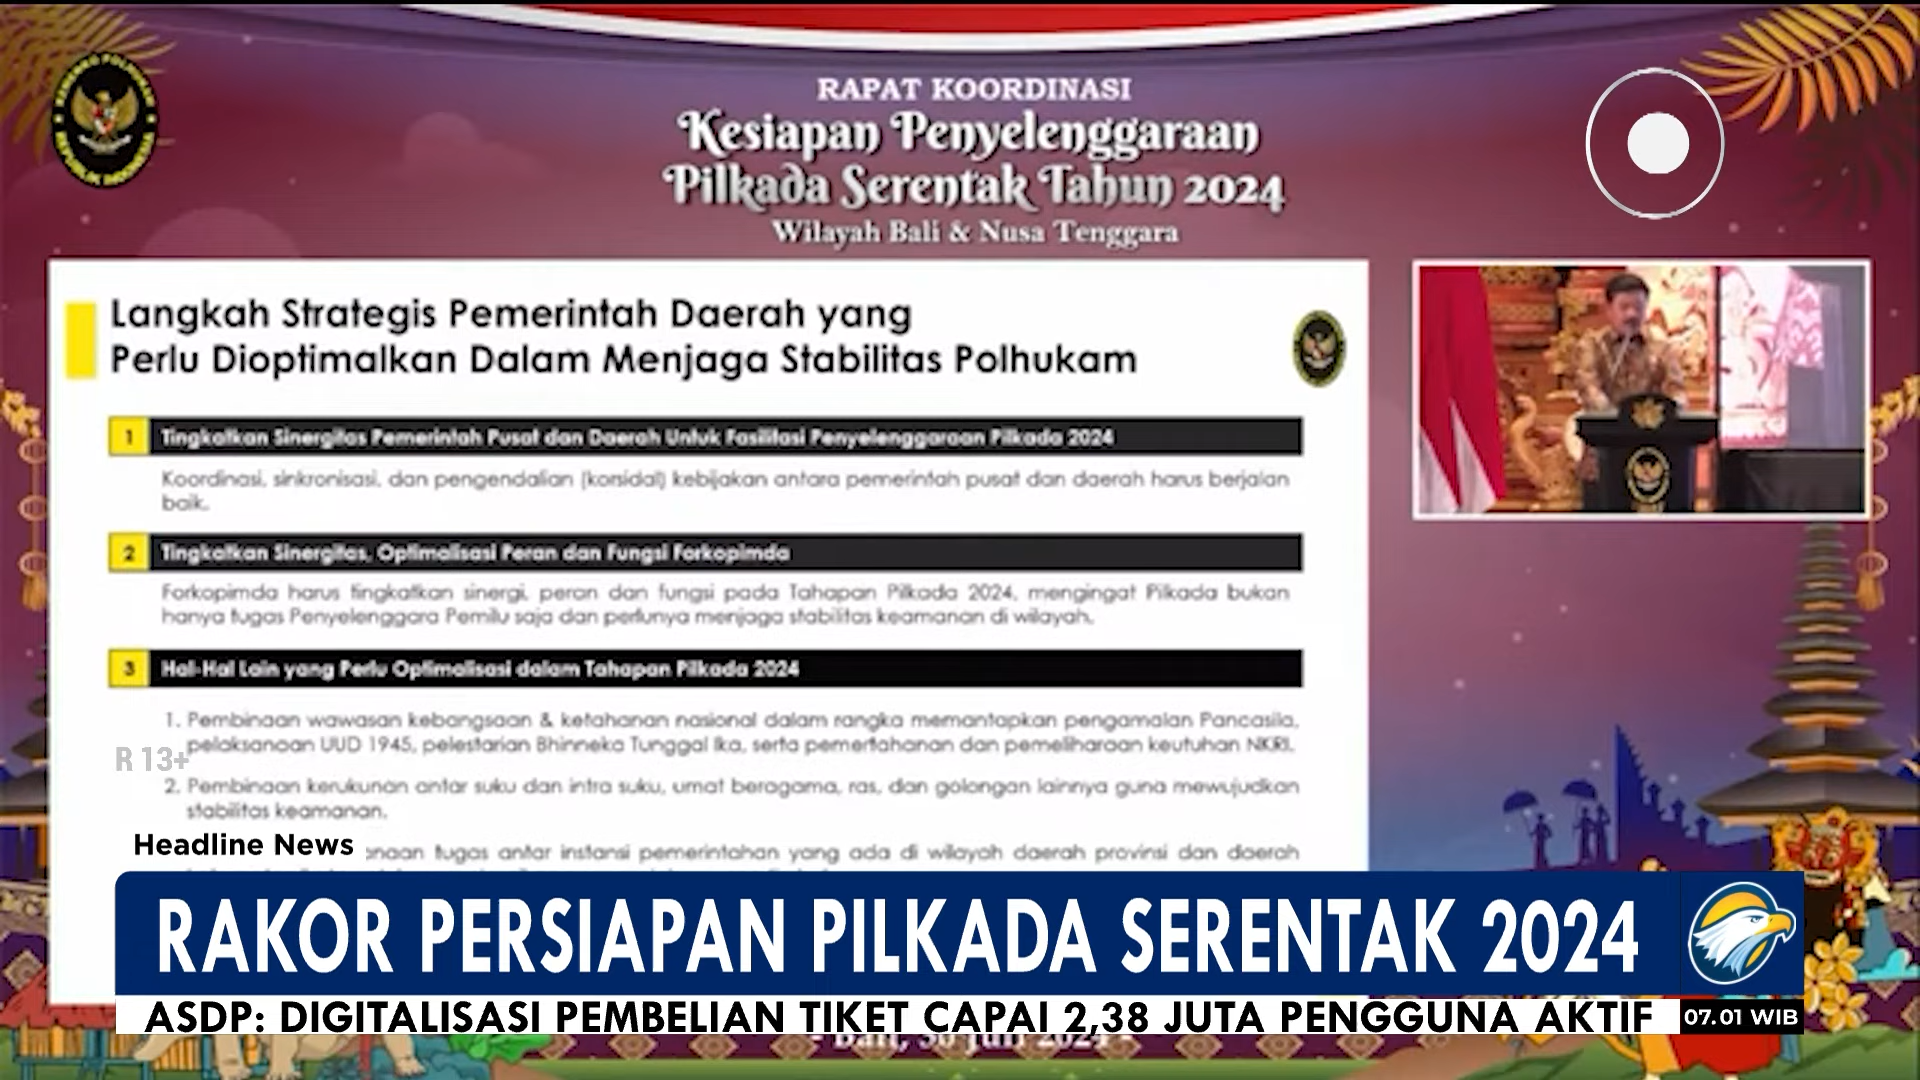 KEMENKO POLHUKAM
REPUBLIK INDONESIA
RAPAT KOORDINASI
Kesiapan Penyelenggaraan
Pilkada Serentak Tahun 2024
Wilayah Bali & Nusa Tenggara
Langkah Strategis Pemerintah Daerah yang
Perlu Dioptimalkan Dalam Menjaga Stabilitas Polhukam
1 Tingkatkan Sinergitas Pemerintah Pusat dan Daerah Untuk Fasilitasi Penyelenggaraan Pilkada 2024
Koordinasi, sinkronisasi, dan pengendalian (korsidal) kebijakan antara pemerintah pusat dan daerah harus berjalan
baik.
2 Tingkatkan Sinergitas, Optimalisasi Peran dan Fungsi Forkopimda
Forkopimda harus tingkatkan sinergi, peran dan fungsi pada Tahapan Pilkada 2024, mengingat Pilkada bukan
hanya tugas Penyelenggara Pemilu saja dan perlunya menjaga stabilitas keamanan di wilayah.
3 Hal-Hal Lain yang Perlu Optimalisasi dalam Tahapan Pilkada 2024
1. Pembinaan wawasan kebangsaan & ketahanan nasional dalam rangka memantapkan pengamalan Pancasila,
pelaksanaan UUD 1945, pelestarian Bhinneka Tunggal Ika, serta pemertahanan dan pemeliharaan keutuhan NKRI.
R 13+
2. Pembinaan kerukunan antar suku dan intra suku, umat beragama, ras, dan golongan lainnya guna mewujudkan
stabilitas keamanan.
tugas antar instansi pemerintahan yang ada di wilayah daerah provinsi dan daerah
Headline News
RAKOR PERSIAPAN PILKADA SERENTAK 2024
ASDP: DIGITALISASI PEMBELIAN TIKET CAPAI 2,38 JUTA PENGGUNA AKTIF
07.01 WIB
- Bali, 30 Juli 2024 -